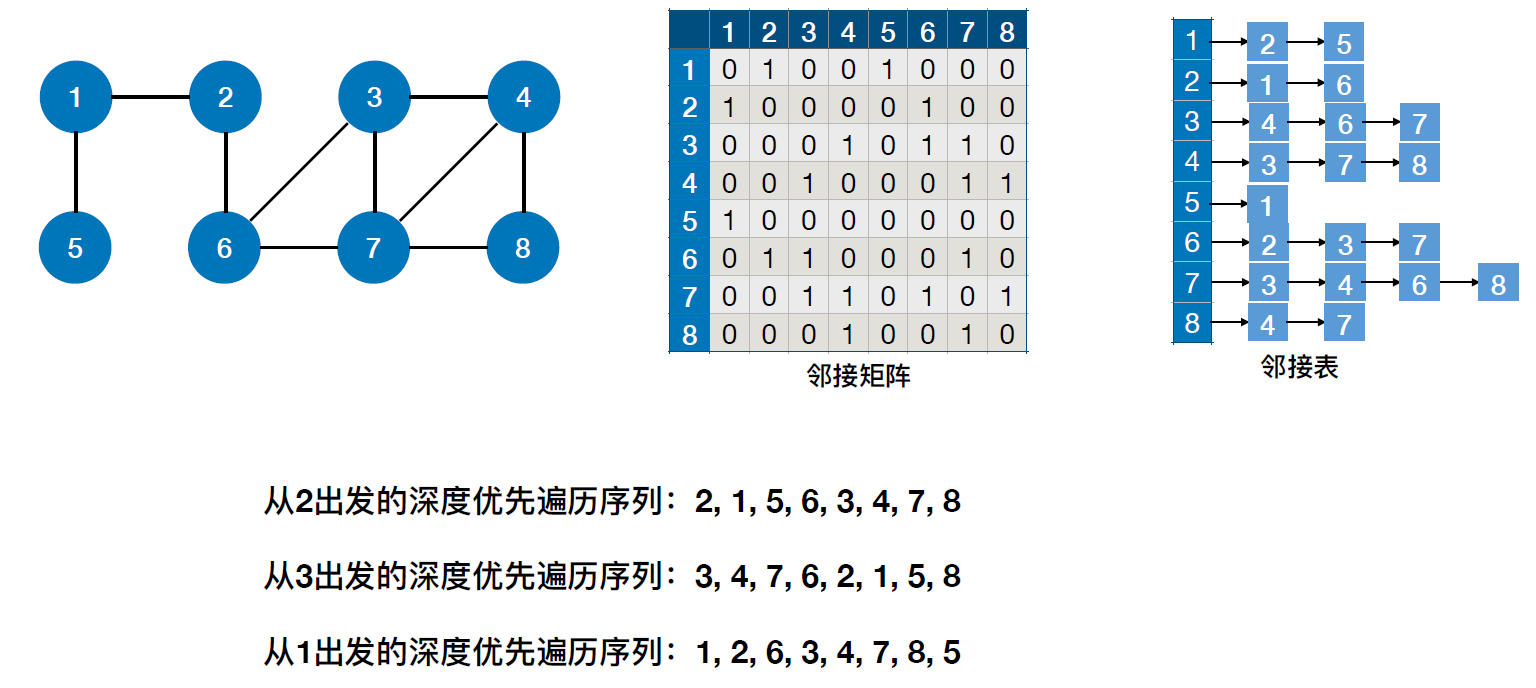 1 2 3 4
5 6 7 8
1 2 3 4 5 6 7 8
1 0 1 0 0 1 0 0 0
2 1 0 0 0 0 1 0 0
3 0 0 0 1 0 1 1 0
4 0 0 1 0 0 0 1 1
5 1 0 0 0 0 0 0 0
6 0 1 1 0 0 0 1 0
7 0 0 1 1 0 1 0 1
8 0 0 0 1 0 0 1 0
邻接矩阵
1 2 5
2 1 6
3 4 6 7
4 3 7 8
5 1
6 2 3 7
7 3 4 6 8
8 4 7
邻接表
从2出发的深度优先遍历序列：2, 1, 5, 6, 3, 4, 7, 8
从3出发的深度优先遍历序列：3, 4, 7, 6, 2, 1, 5, 8
从1出发的深度优先遍历序列：1, 2, 6, 3, 4, 7, 8, 5